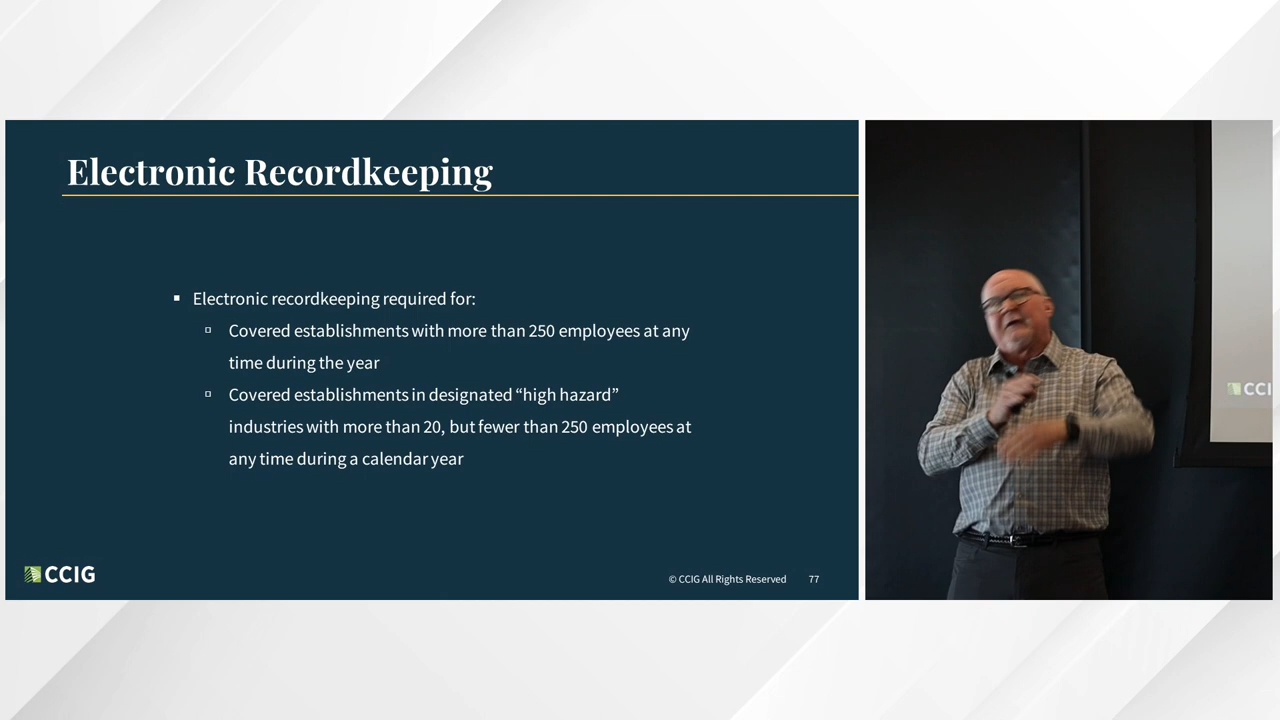 Electronic Recordkeeping
▪ Electronic recordkeeping required for:
▫ Covered establishments with more than 250 employees at any
time during the year
▫ Covered establishments in designated “high hazard”
industries with more than 20, but fewer than 250 employees at
any time during a calendar year
CCIG
© CCIG All Rights Reserved 77
CCI